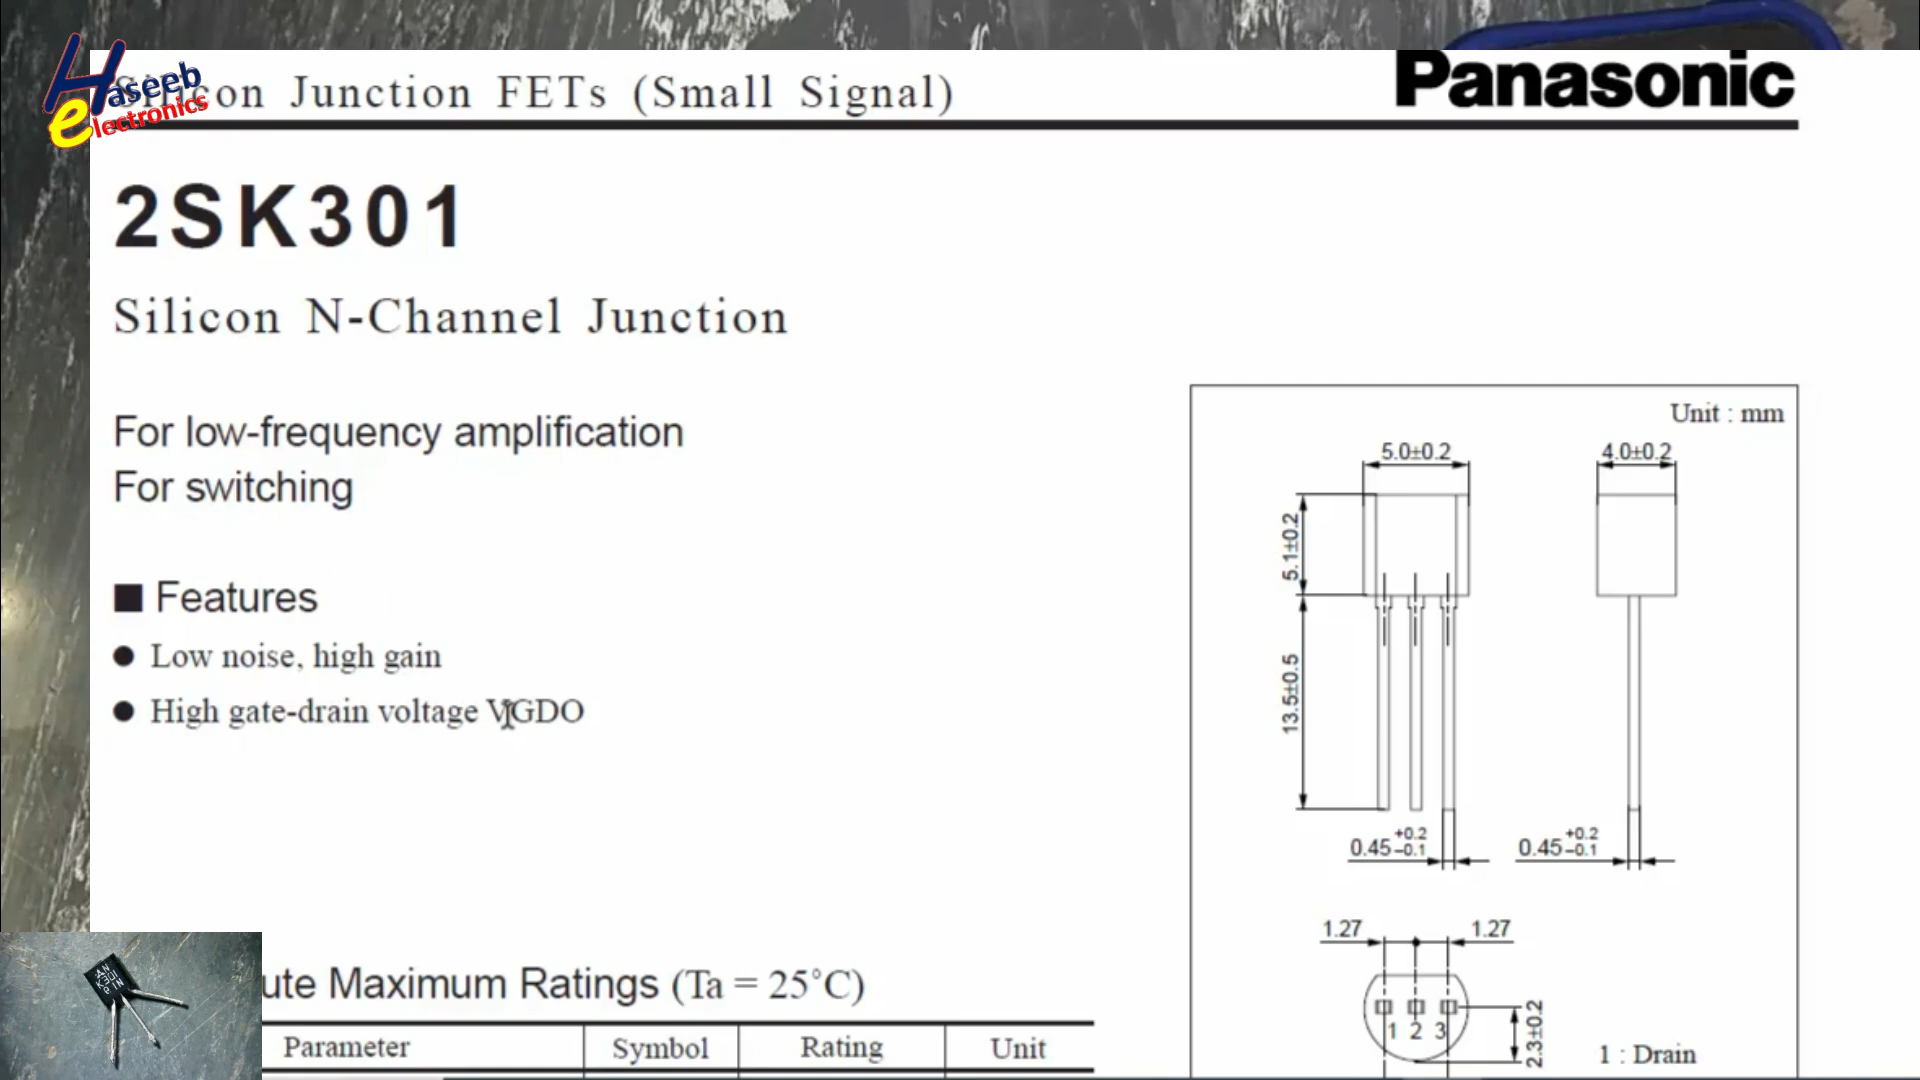 Haseeb
electronics
on Junction FETs (Small Signal)
Panasonic
2SK301
Silicon N-Channel Junction
For low-frequency amplification
For switching
■ Features
● Low noise, high gain
● High gate-drain voltage VGDO
Unit : mm
5.0±0.2
4.0±0.2
5.1±0.2
13.5±0.5
0.45 +0.2 −0.1
0.45 +0.2 −0.1
1.27
1.27
1 2 3
2.3±0.2
1 : Drain
ute Maximum Ratings (Ta = 25˚C)
Parameter Symbol Rating Unit
K301